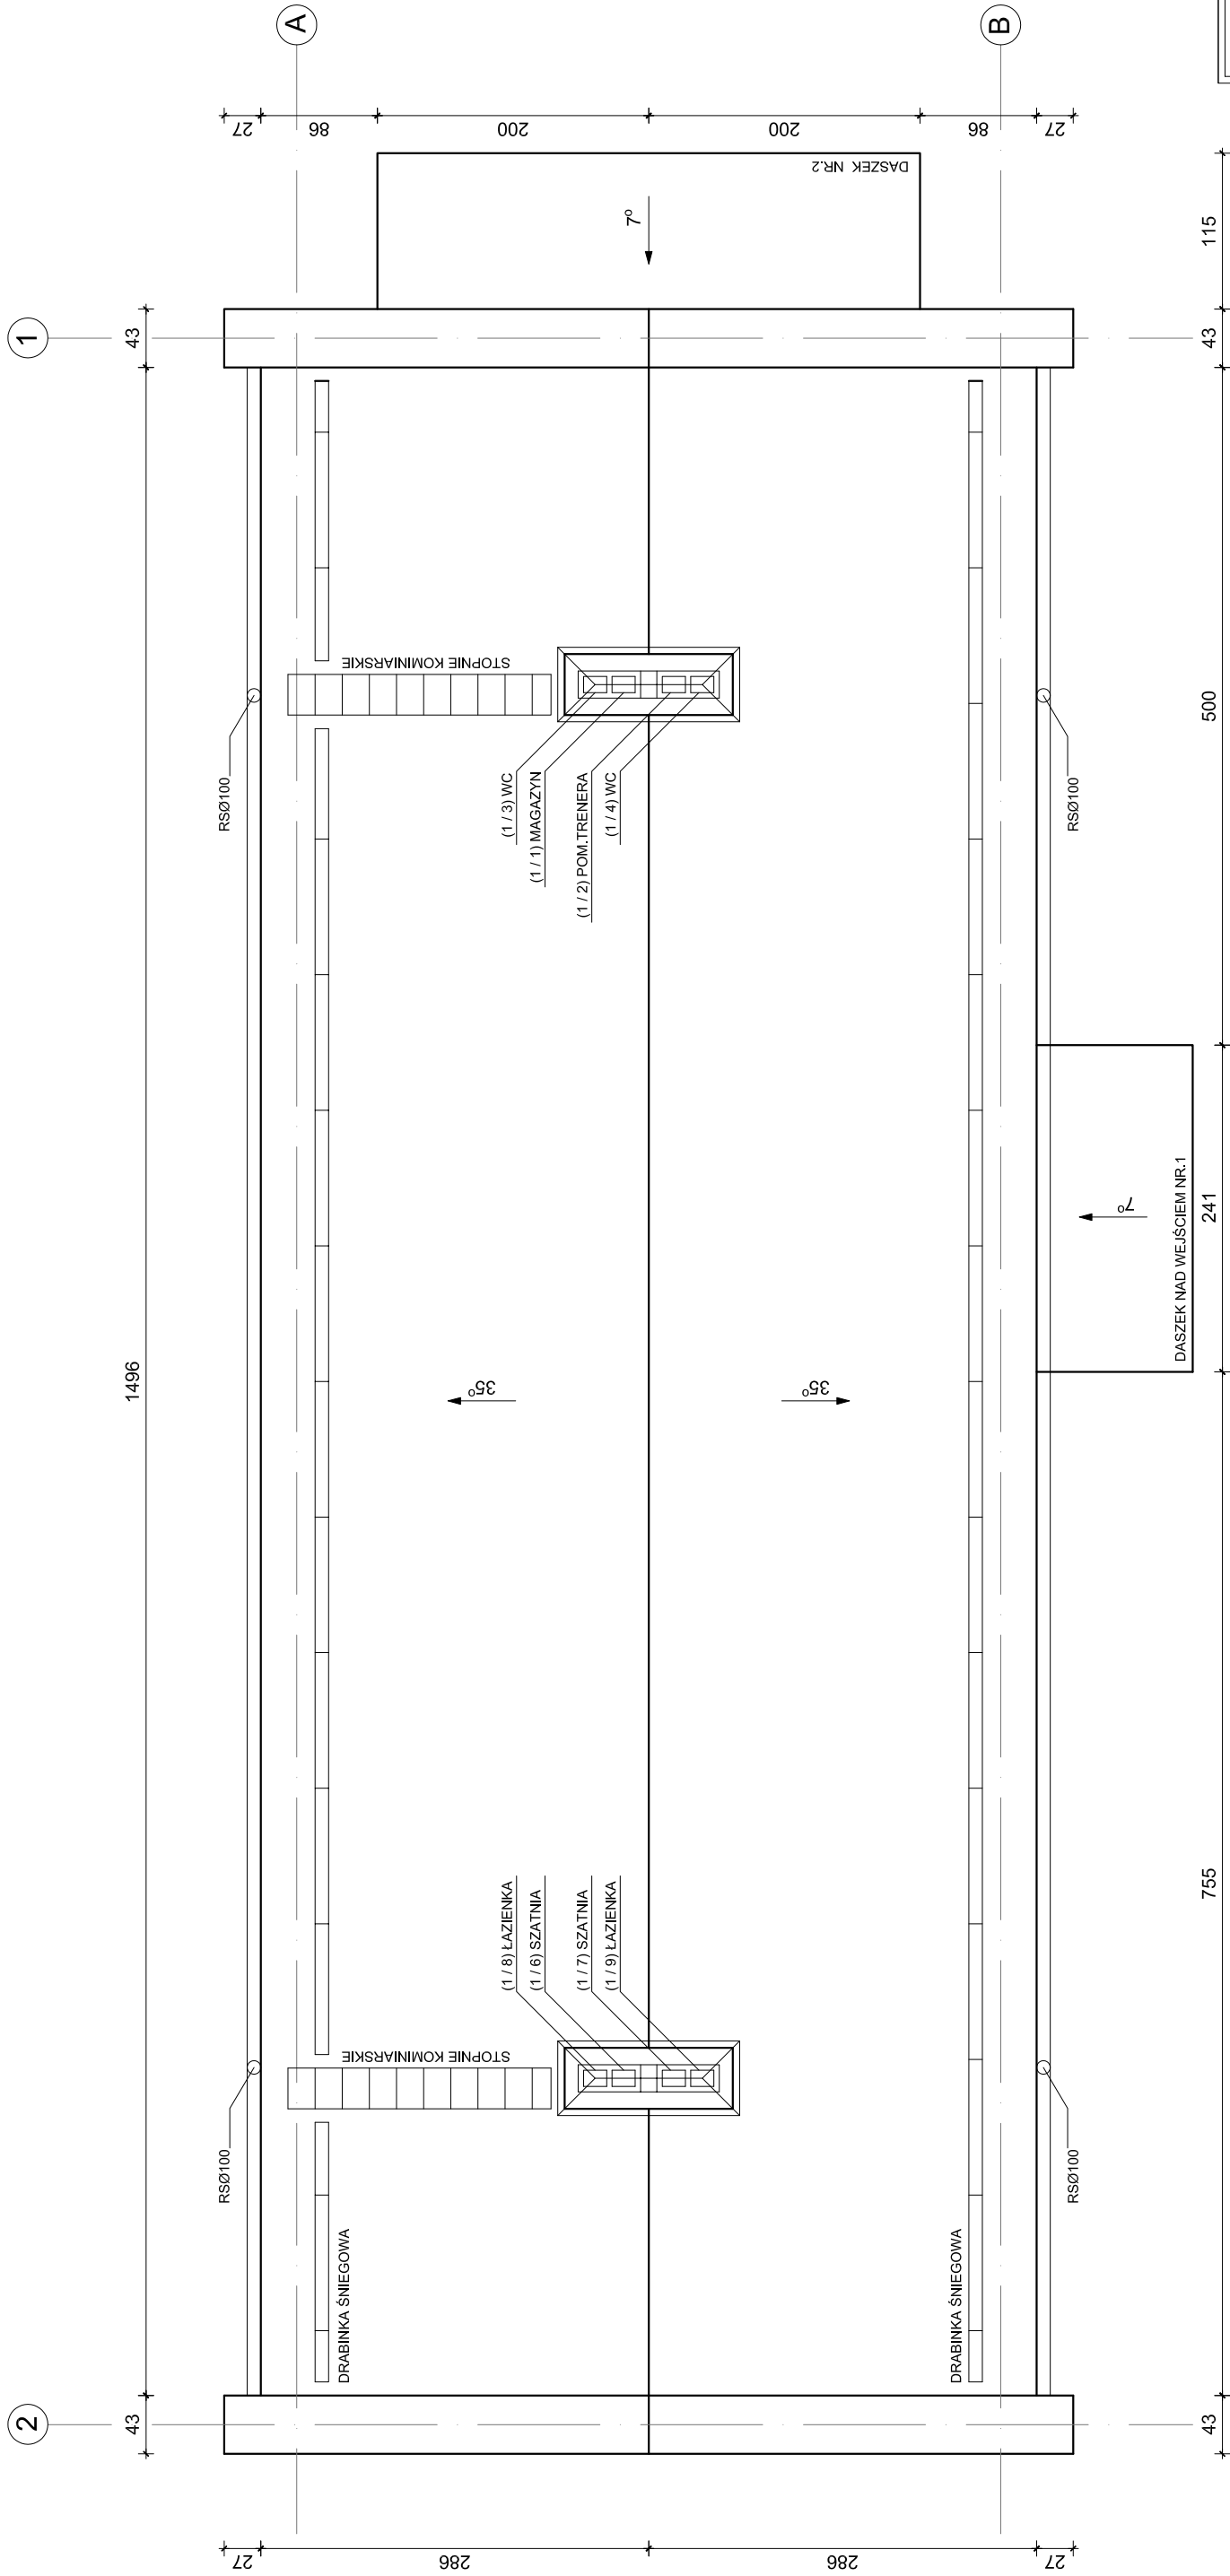 A
B
1
2
27
86
200
200
86
27
43
1496
43
115
43
500
241
755
43
27
286
286
27
DASZEK NR.2
7°
STOPNIE KOMINIARSKIE
RSØ100
RSØ100
(1 / 3) WC
(1 / 1) MAGAZYN
(1 / 2) POM.TRENERA
(1 / 4) WC
35°
35°
7°
DASZEK NAD WEJŚCIEM NR.1
(1 / 8) ŁAZIENKA
(1 / 6) SZATNIA
(1 / 7) SZATNIA
(1 / 9) ŁAZIENKA
STOPNIE KOMINIARSKIE
RSØ100
RSØ100
DRABINKA ŚNIEGOWA
DRABINKA ŚNIEGOWA